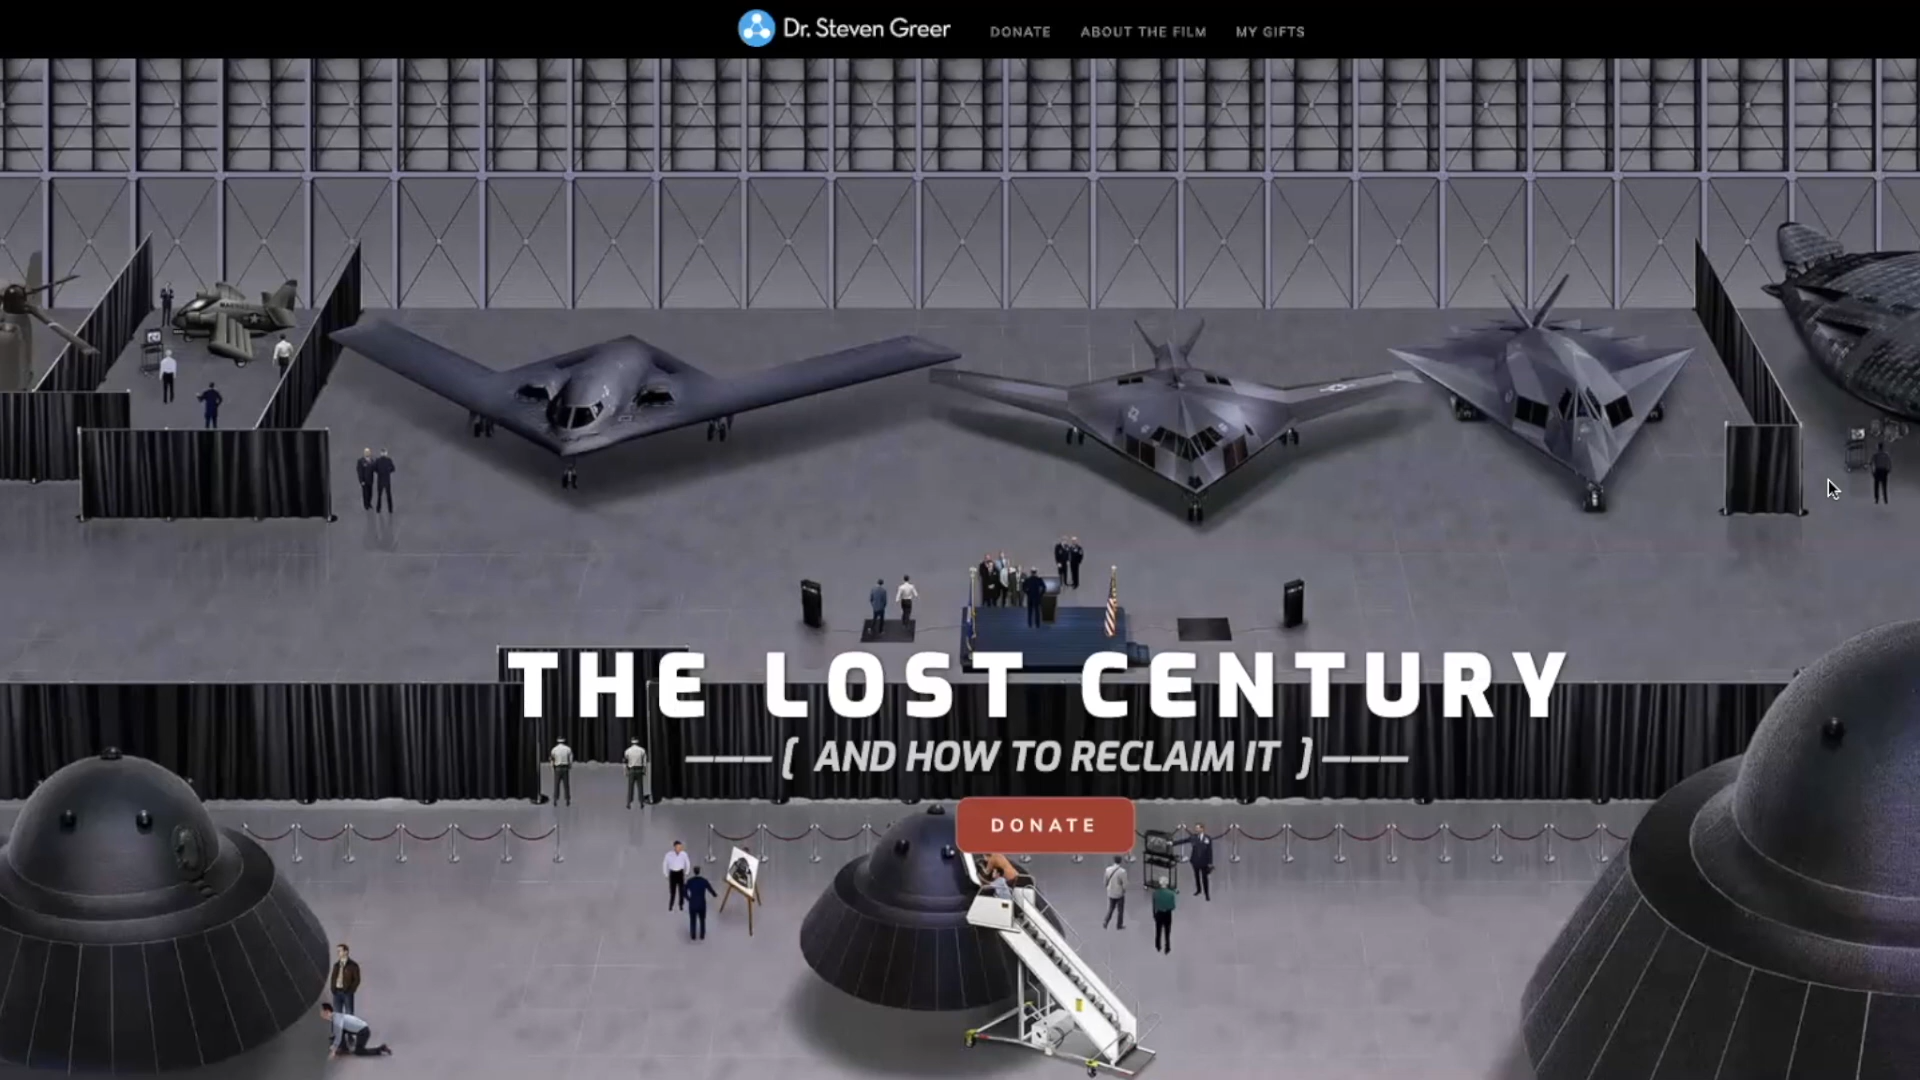 Dr. Steven Greer
DONATE
ABOUT THE FILM
MY GIFTS
THE LOST CENTURY
[ AND HOW TO RECLAIM IT ]
DONATE